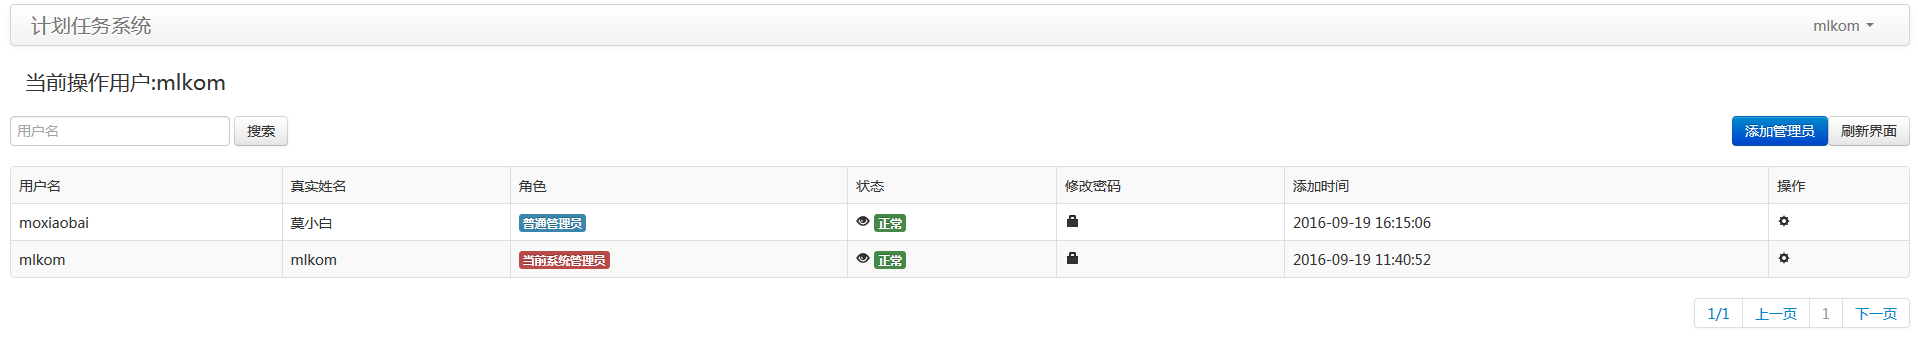 计划任务系统 mlkom
当前操作用户:mlkom
用户名 搜索 添加管理员 刷新界面
用户名 真实姓名 角色 状态 修改密码 添加时间 操作
moxiaobai 莫小白 普通管理员 正常 2016-09-19 16:15:06
mlkom mlkom 当前系统管理员 正常 2016-09-19 11:40:52
1/1 上一页 1 下一页